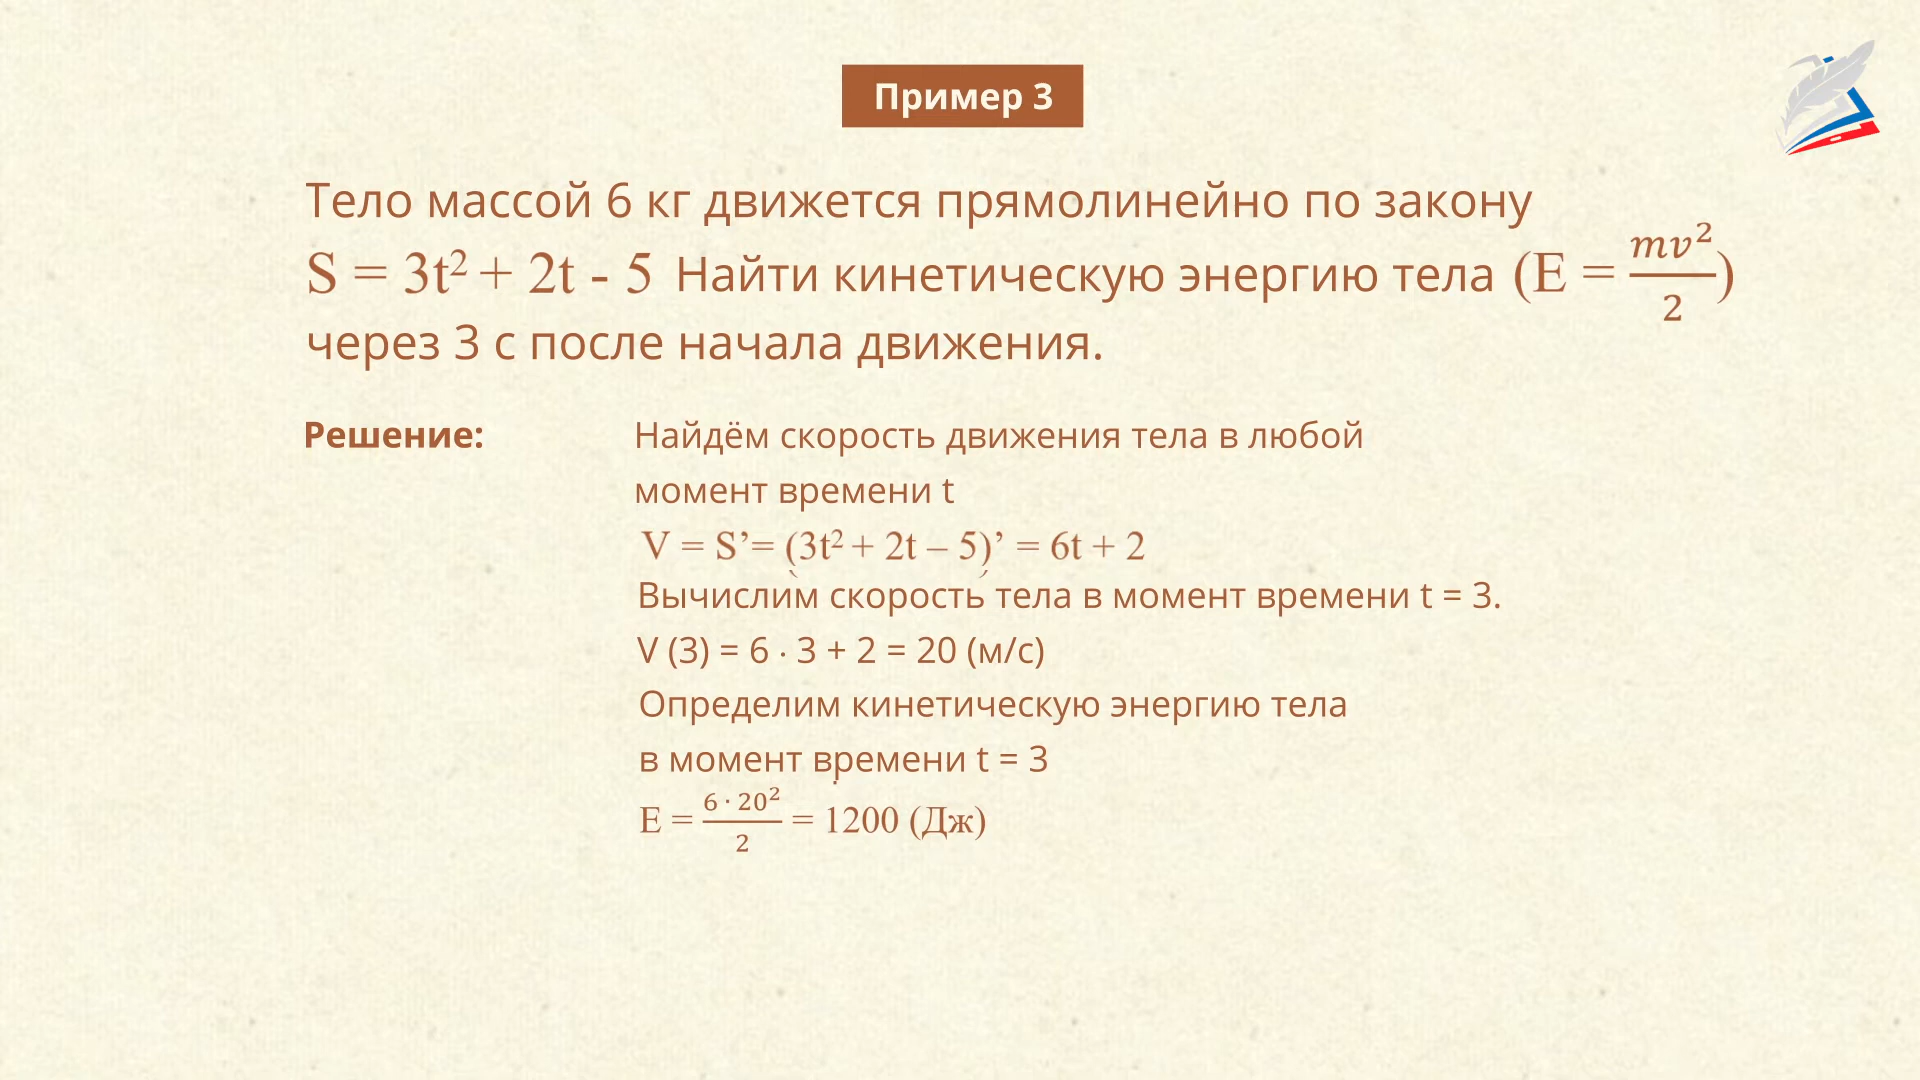 Пример 3
Тело массой 6 кг движется прямолинейно по закону
S = 3t² + 2t - 5 Найти кинетическую энергию тела (E = mv²/2)
через 3 с после начала движения.
Решение:
Найдём скорость движения тела в любой
момент времени t
V = S’= (3t² + 2t – 5)’ = 6t + 2
Вычислим скорость тела в момент времени t = 3.
V (3) = 6 · 3 + 2 = 20 (м/с)
Определим кинетическую энергию тела
в момент времени t = 3
E = 6 · 20²/2 = 1200 (Дж)